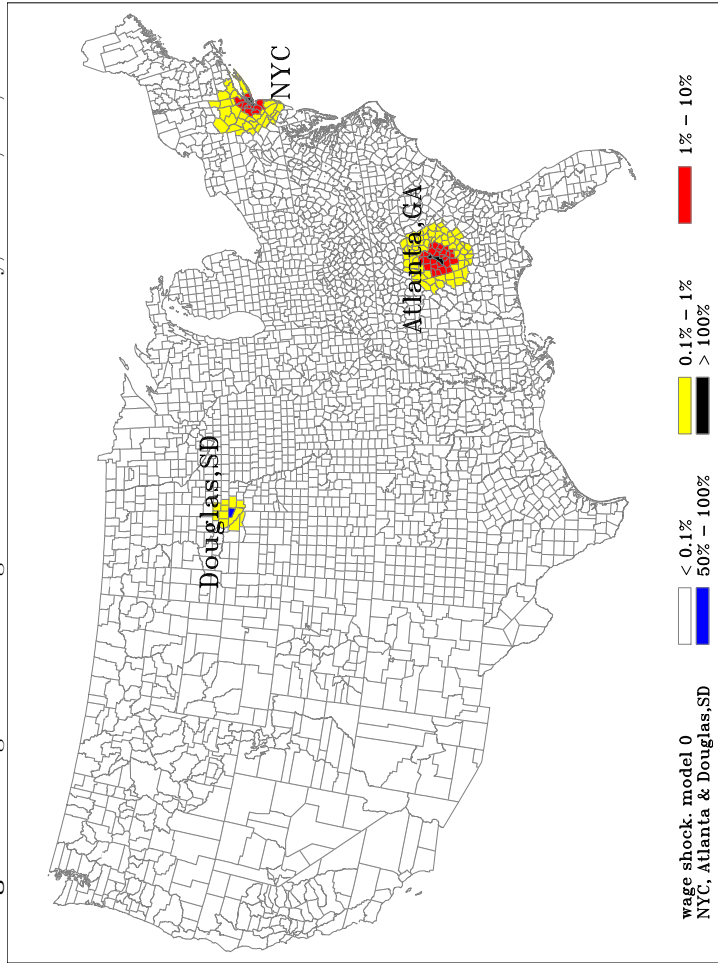 NYC
Atlanta,GA
Douglas,SD
wage shock. model 0
NYC, Atlanta & Douglas,SD
< 0.1%
50% − 100%
0.1% − 1%
> 100%
1% − 10%